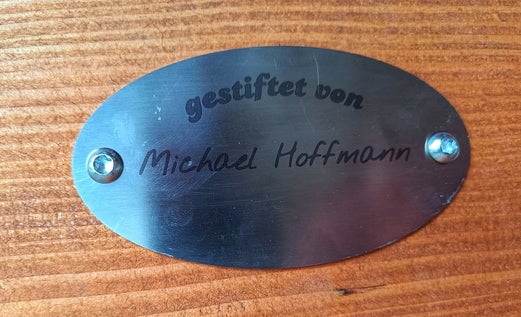 gestiftet von
Michael Hoffmann